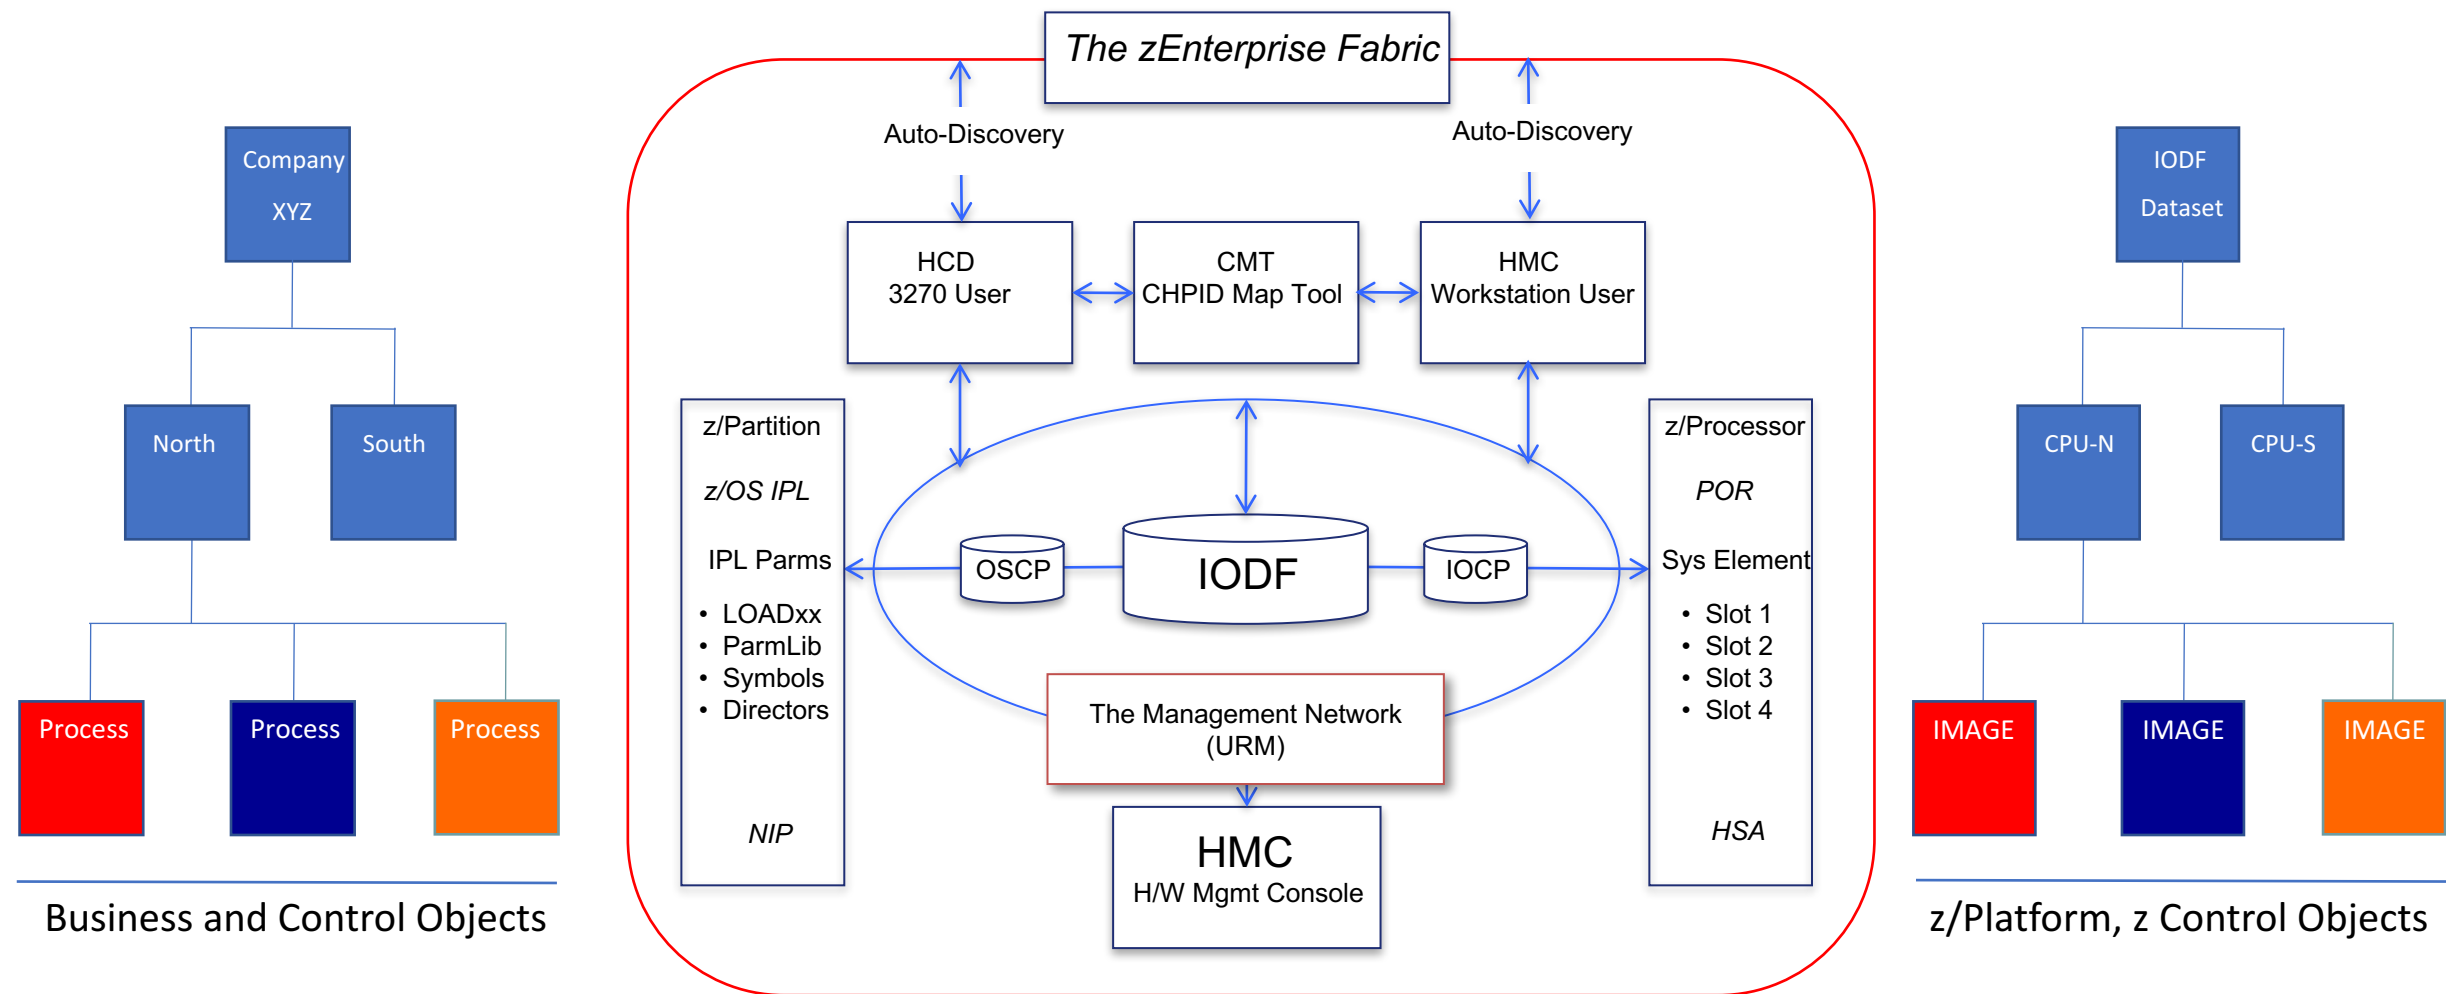 The zEnterprise Fabric
Auto-Discovery
Auto-Discovery
Company
XYZ
North
South
Process
Process
Process
Business and Control Objects
HCD
3270 User
CMT
CHPID Map Tool
HMC
Workstation User
z/Partition
z/OS IPL
IPL Parms
• LOADxx
• ParmLib
• Symbols
• Directors
NIP
OSCP
IODF
IOCP
The Management Network
(URM)
HMC
H/W Mgmt Console
z/Processor
POR
Sys Element
• Slot 1
• Slot 2
• Slot 3
• Slot 4
HSA
IODF
Dataset
CPU-N
CPU-S
IMAGE
IMAGE
IMAGE
z/Platform, z Control Objects